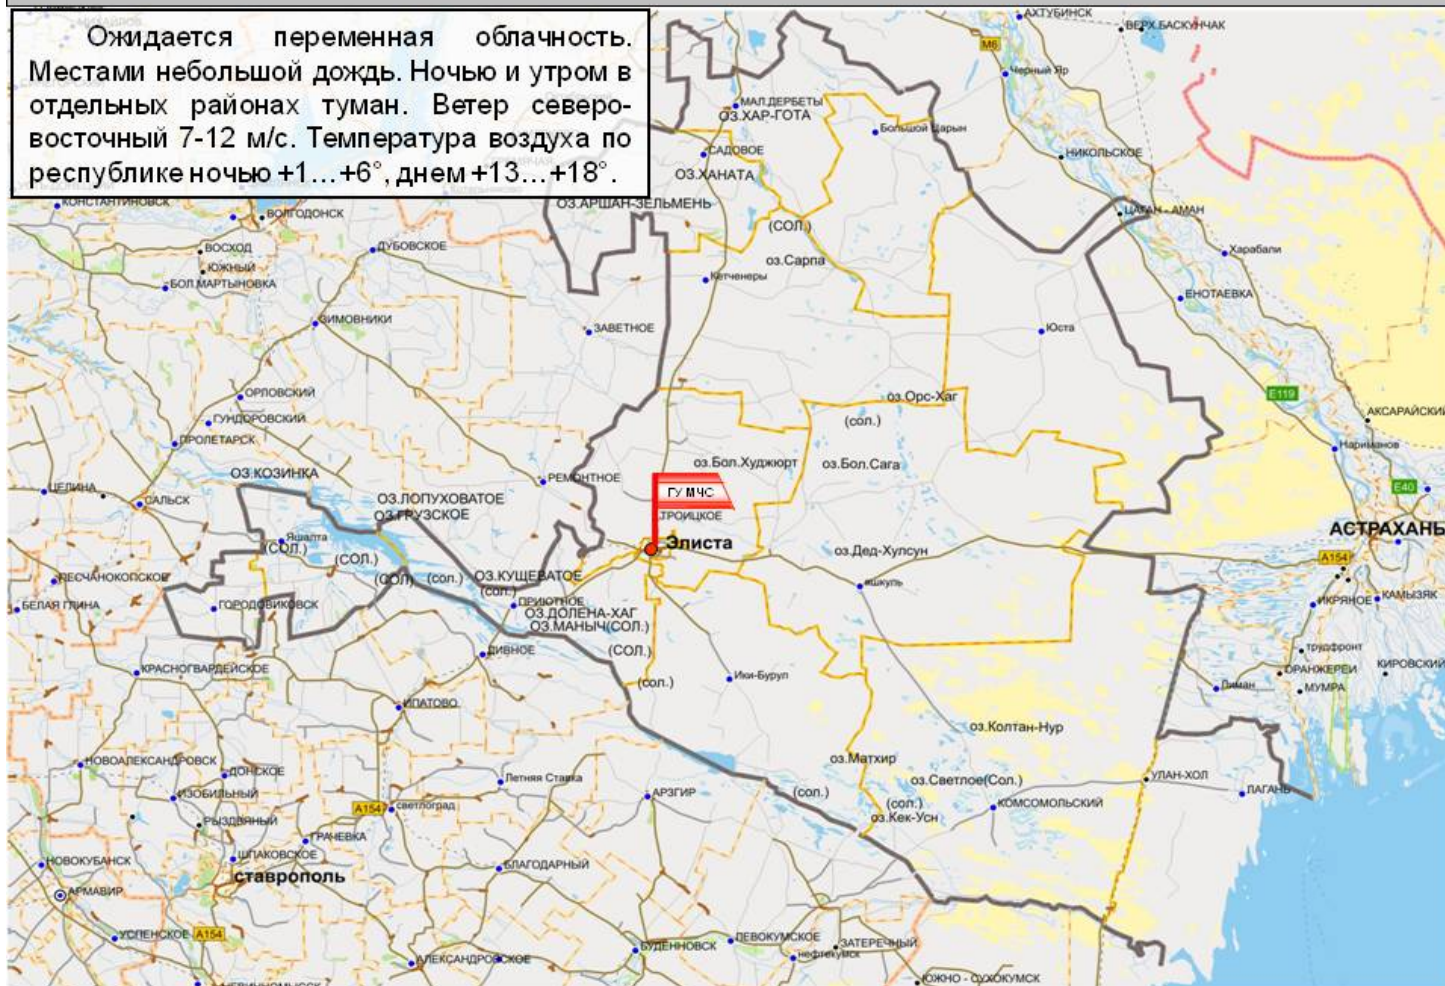 Ожидается переменная облачность.
Местами небольшой дождь. Ночью и утром в
отдельных районах туман. Ветер северо-
восточный 7-12 м/с. Температура воздуха по
республике ночью +1…+6°, днем +13…+18°.
АХТУБИНСК
ВЕРХ.БАСКУНЧАК
М6
Черный Яр
МАЛ.ДЕРБЕТЫ
ОЗ.ХАР-ГОТА
Большой Царын
САДОВОЕ
НИКОЛЬСКОЕ
ОЗ.ХАНАТА
КОНСТАНТИНОВСК
ОЗ.АРШАН-ЗЕЛЬМЕНЬ
ВОЛГОДОНСК
ЦАГАН - АМАН
(СОЛ.)
ВОСХОД
ДУБОВСКОЕ
Харабали
оз.Сарпа
ЮЖНЫЙ
Кетченеры
БОЛ.МАРТЫНОВКА
ЕНОТАЕВКА
ЗИМОВНИКИ
ЗАВЕТНОЕ
Юста
ОРЛОВСКИЙ
оз.Орс-Хаг
E119
ГУНДОРОВСКИЙ
(сол.)
АКСАРАЙСКИЙ
ПРОЛЕТАРСК
Нариманов
оз.Бол.Худжюрт
оз.Бол.Сага
ОЗ.КОЗИНКА
РЕМОНТНОЕ
ЦЕЛИНА
E40
САЛЬСК
ОЗ.ЛОПУХОВАТОЕ
ГУ МЧС
ОЗ.ГРУЗСКОЕ
ТРОИЦКОЕ
АСТРАХАНЬ
Яшалта
Элиста
(СОЛ.)
оз.Дед-Хулсун
(СОЛ.)
А154
ПЕСЧАНОКОПСКОЕ
(СОЛ)
(сол.)
ОЗ.КУЩЕВАТОЕ
яшкуль
(сол.)
КАМЫЗЯК
БЕЛАЯ ГЛИНА
ГОРОДОВИКОВСК
ПРИЮТНОЕ
ИКРЯНОЕ
ОЗ.ДОЛЕНА-ХАГ
ОЗ.МАНЫЧ(СОЛ.)
ДИВНОЕ
(СОЛ.)
трудфронт
КРАСНОГВАРДЕЙСКОЕ
ОРАНЖЕРЕИ
КИРОВСКИЙ
(сол.)
Ики-Бурул
Лиман
МУМРА
ИПАТОВО
оз.Колтан-Нур
НОВОАЛЕКСАНДРОВСК
оз.Матхир
ДОНСКОЕ
Летняя Ставка
оз.Светлое(Сол.)
УЛАН-ХОЛ
ИЗОБИЛЬНЫЙ
АРЗГИР
(сол.)
ЛАГАНЬ
А154
светлоград
(сол.)
КОМСОМОЛЬСКИЙ
РЫЗДВЯНЫЙ
оз.Кек-Усн
ГРАЧЕВКА
НОВОКУБАНСК
ШПАКОВСКОЕ
БЛАГОДАРНЫЙ
ставрополь
АРМАВИР
УСПЕНСКОЕ
А154
БУДЕННОВСК
ЛЕВОКУМСКОЕ
ЗАТЕРЕЧНЫЙ
АЛЕКСАНДРОВСКОЕ
нефтекумск
ЮЖНО - СУХОКУМСК